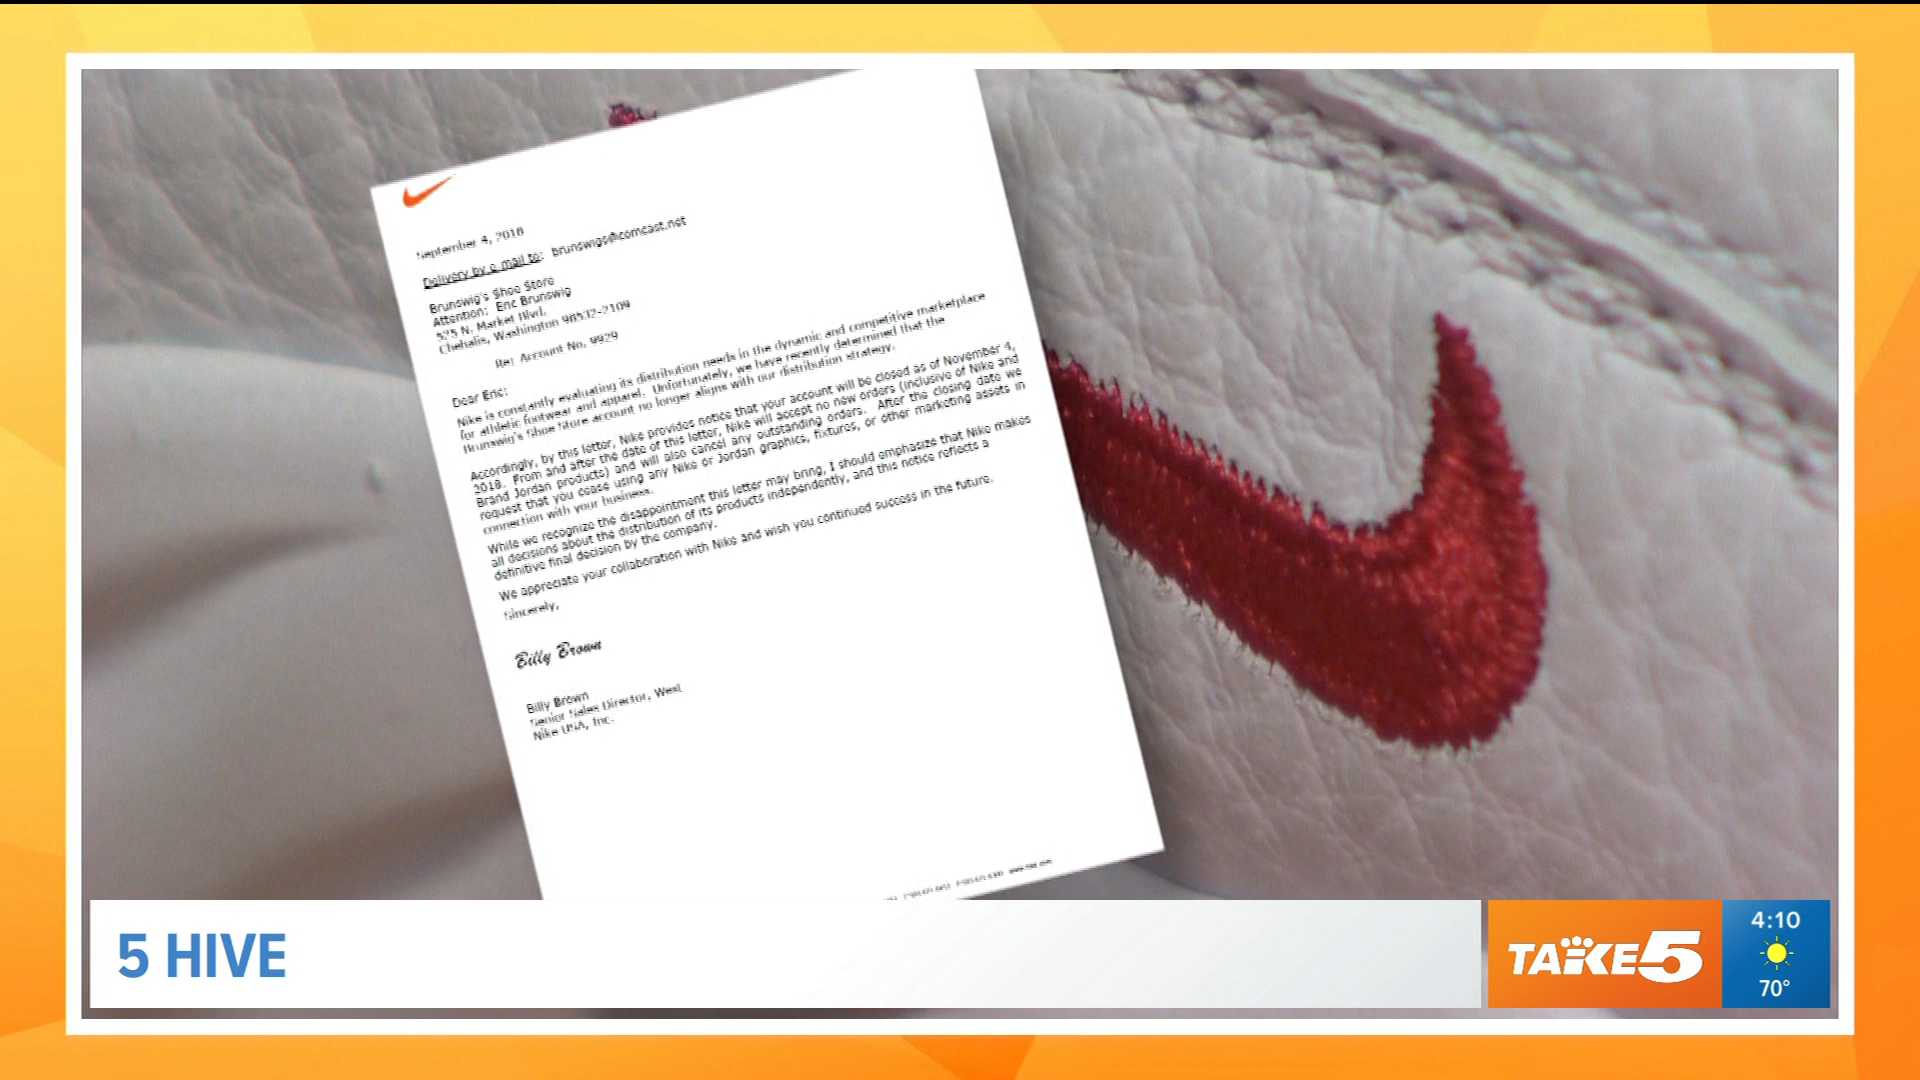 September 4, 2018
Delivery by e-mail to: brunswigs@comcast.net
Brunswig's Shoe Store
Attention: Eric Brunswig
525 N. Market Blvd.
Chehalis, Washington 98532-2109
Re: Account No. 9929
Dear Eric:
Nike is constantly evaluating its distribution needs in the dynamic and competitive marketplace
for athletic footwear and apparel. Unfortunately, we have recently determined that the
Brunswig's Shoe Store account no longer aligns with our distribution strategy.
Accordingly, by this letter, Nike provides notice that your account will be closed as of November 4,
2018. From and after the date of this letter, Nike will accept no new orders (inclusive of Nike and
Brand Jordan products) and will also cancel any outstanding orders. After the closing date we
request that you cease using any Nike or Jordan graphics, fixtures, or other marketing assets in
connection with your business.
While we recognize the disappointment this letter may bring, I should emphasize that Nike makes
all decisions about the distribution of its products independently, and this notice reflects a
definitive final decision by the company.
We appreciate your collaboration with Nike and wish you continued success in the future.
Sincerely,
Billy Brown
Billy Brown
Senior Sales Director, West
Nike USA, Inc.
5 HIVE
TAKE 5
4:10
70°